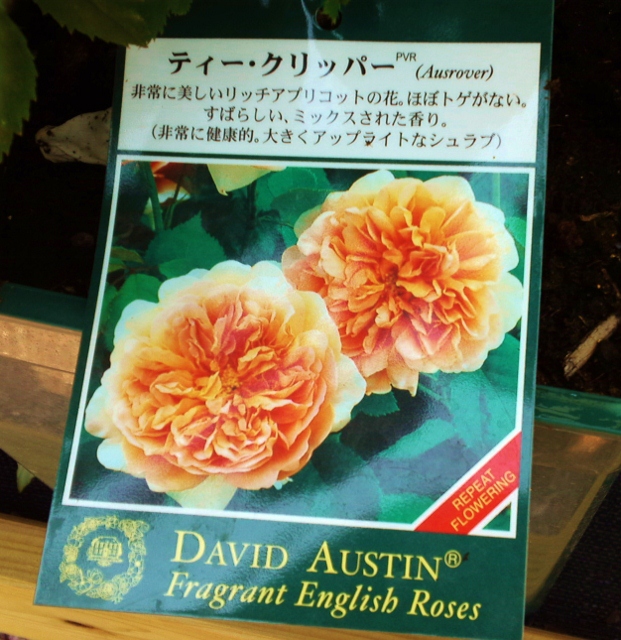 ティー・クリッパーPVR (Ausrover)
非常に美しいリッチアプリコットの花。ほぼトゲがない。
すばらしい、ミックスされた香り。
(非常に健康的。大きくアップライトなシュラブ)
REPEAT
FLOWERING
DAVID AUSTIN®
Fragrant English Roses